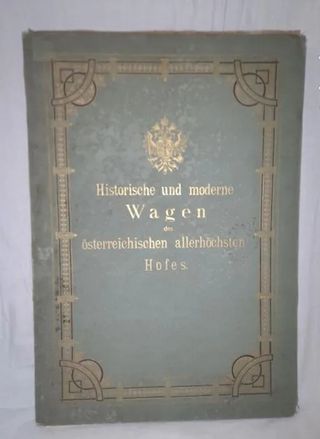 Historische und moderne
Wagen
des
österreichischen allerhöchsten
Hofes.